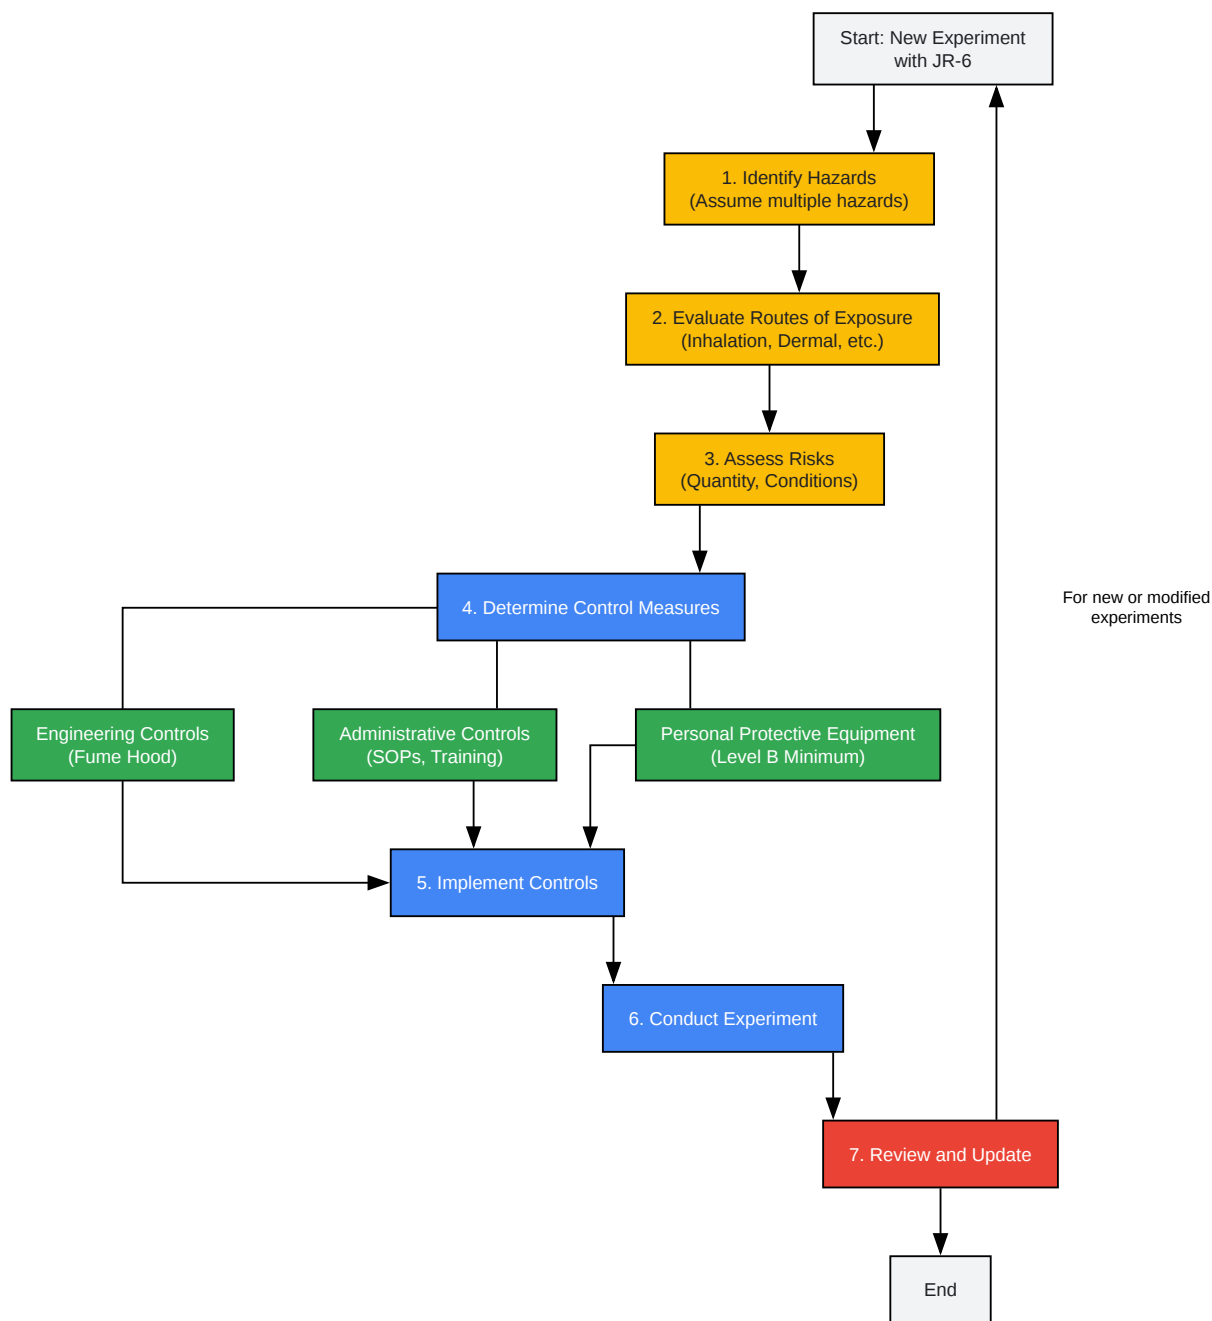 Start: New Experiment
with JR-6
1. Identify Hazards
(Assume multiple hazards)
2. Evaluate Routes of Exposure
(Inhalation, Dermal, etc.)
3. Assess Risks
(Quantity, Conditions)
4. Determine Control Measures
For new or modified
experiments
Engineering Controls
(Fume Hood)
Administrative Controls
(SOPs, Training)
Personal Protective Equipment
(Level B Minimum)
5. Implement Controls
6. Conduct Experiment
7. Review and Update
End